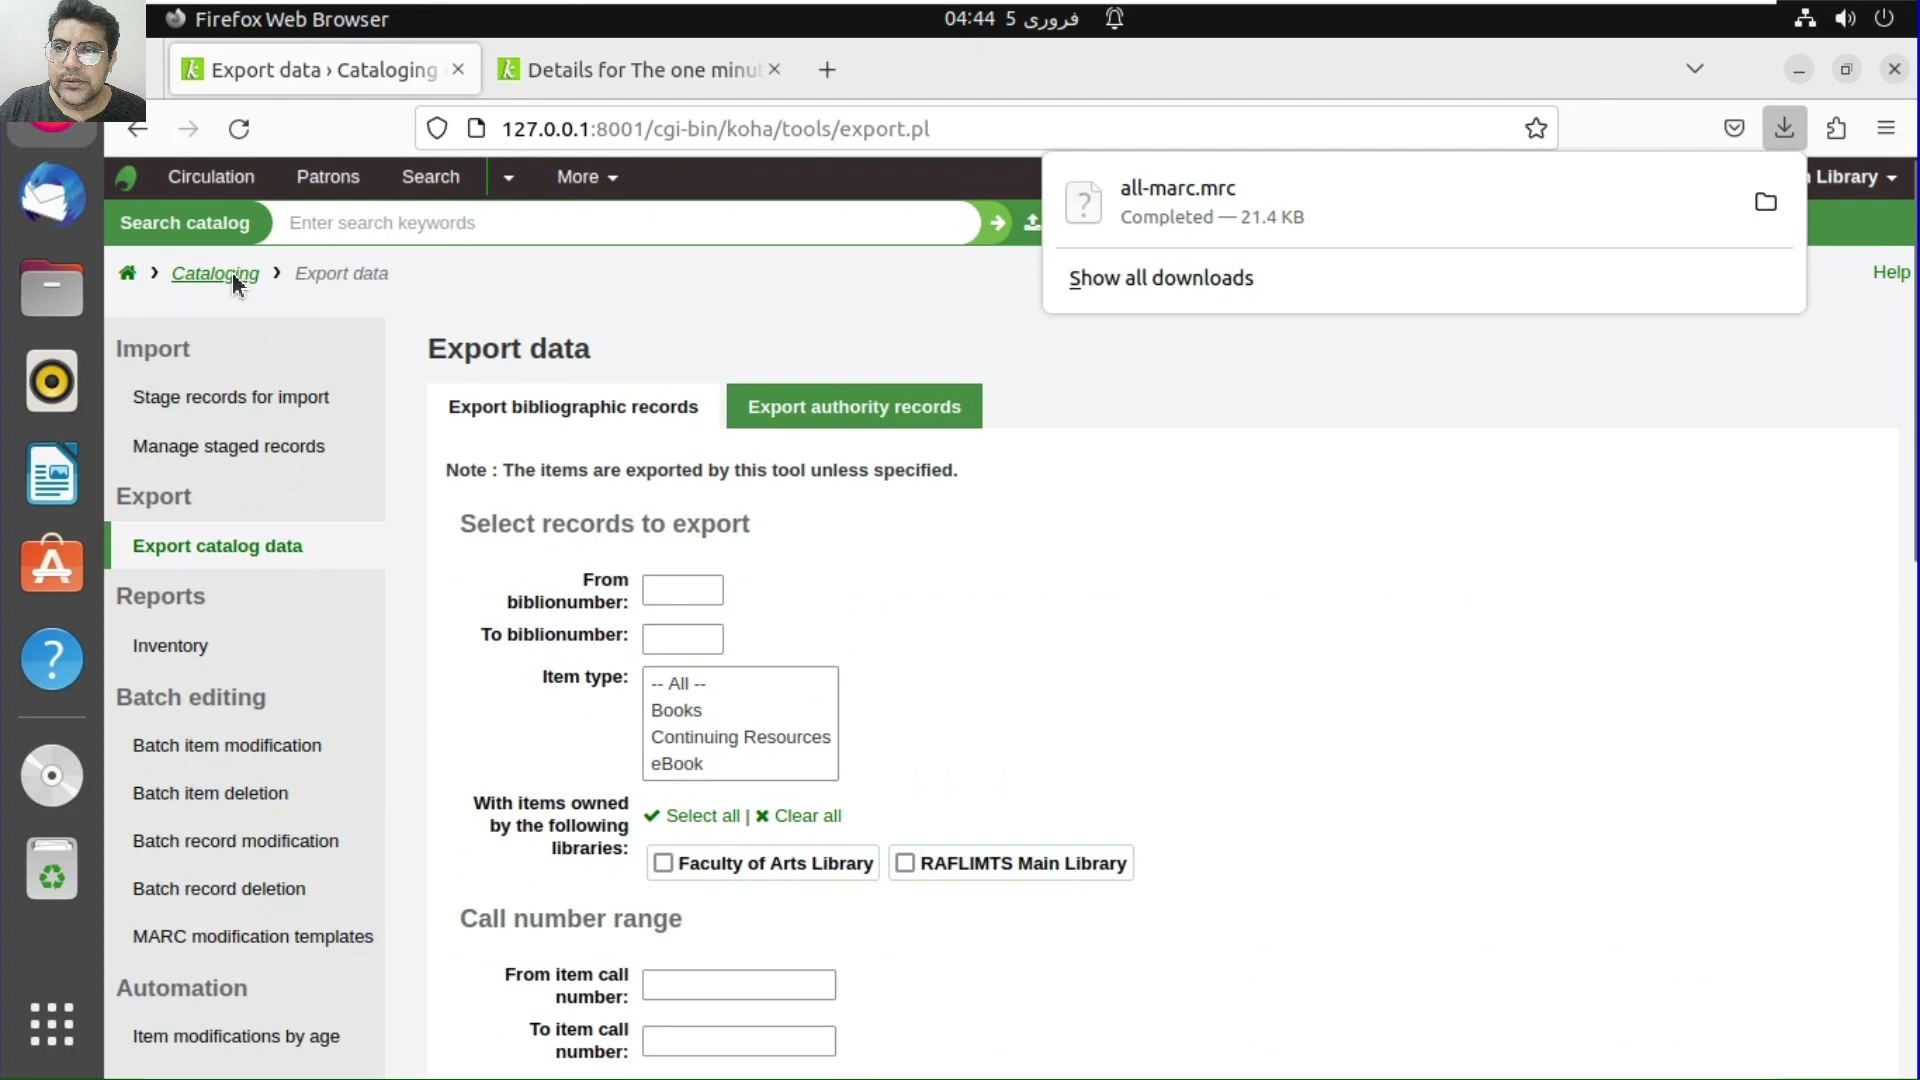 Firefox Web Browser
04:44 5 فروری
Export data › Cataloging
Details for The one minut
127.0.0.1:8001/cgi-bin/koha/tools/export.pl
Circulation Patrons Search More
Library
all-marc.mrc
Completed — 21.4 KB
Show all downloads
Search catalog Enter search keywords
Cataloging Export data
Help
Import
Stage records for import
Manage staged records
Export
Export catalog data
Reports
Inventory
Batch editing
Batch item modification
Batch item deletion
Batch record modification
Batch record deletion
MARC modification templates
Automation
Item modifications by age
Export data
Export bibliographic records Export authority records
Note : The items are exported by this tool unless specified.
Select records to export
From
biblionumber:
To biblionumber:
Item type:
-- All --
Books
Continuing Resources
eBook
With items owned
by the following
libraries:
Select all | Clear all
Faculty of Arts Library RAFLIMTS Main Library
Call number range
From item call
number:
To item call
number: